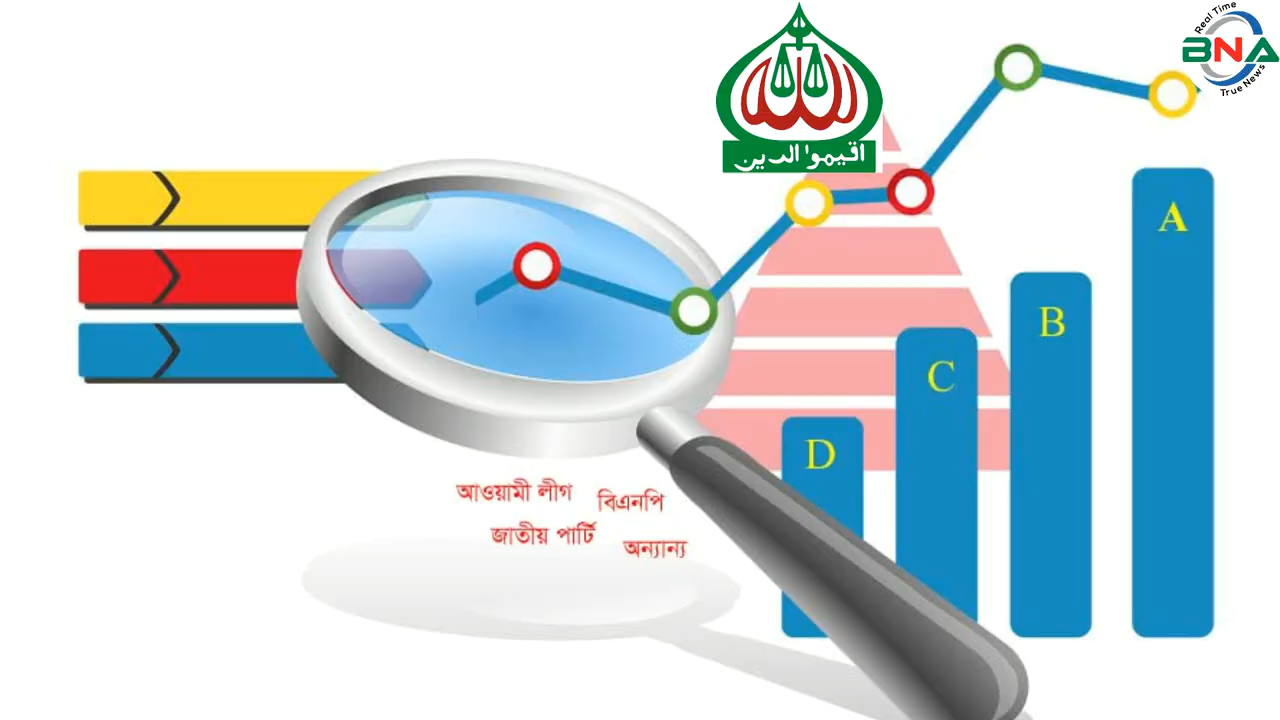 Real Time
BNA
True News
اقيموا الدين
A
B
C
D
আওয়ামী লীগ
বিএনপি
জাতীয় পার্টি
অন্যান্য